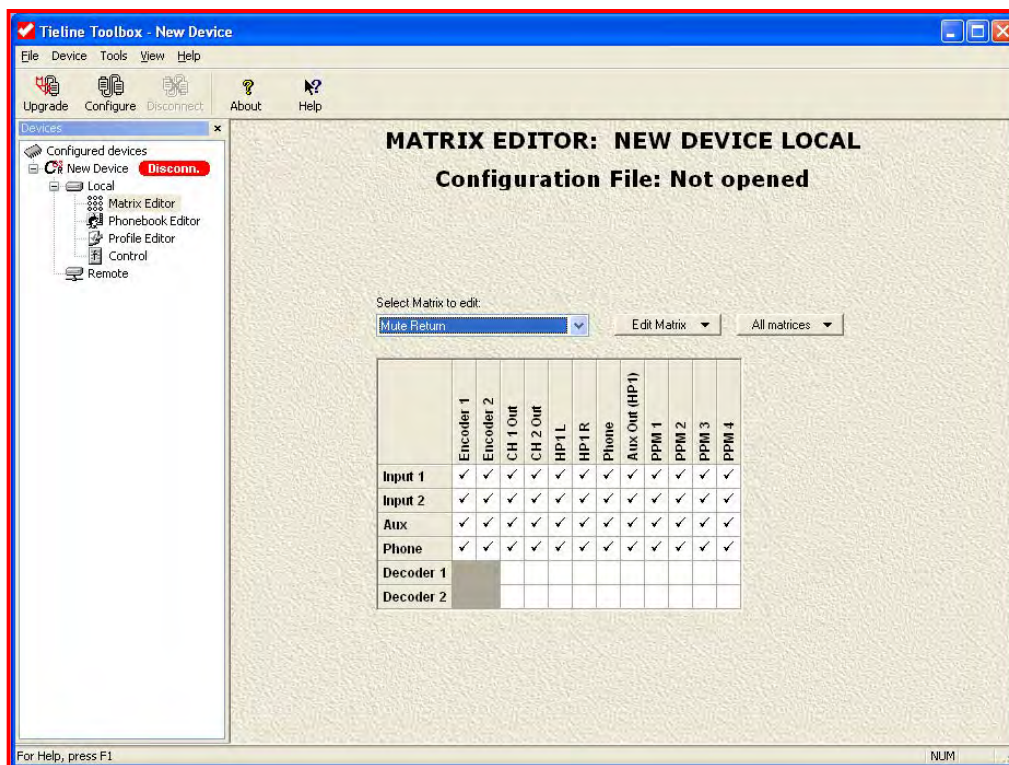 Tieline Toolbox - New Device
File Device Tools View Help
Upgrade Configure Disconnect About Help
Devices
Configured devices
New Device Disconn.
Local
Matrix Editor
Phonebook Editor
Profile Editor
Control
Remote
MATRIX EDITOR: NEW DEVICE LOCAL
Configuration File: Not opened
Select Matrix to edit:
Mute Return Edit Matrix All matrices
Encoder 1 Encoder 2 CH 1 Out CH 2 Out HP1 L HP1 R Phone Aux Out (HP1) PPM 1 PPM 2 PPM 3 PPM 4
Input 1 ✓ ✓ ✓ ✓ ✓ ✓ ✓ ✓ ✓ ✓ ✓ ✓
Input 2 ✓ ✓ ✓ ✓ ✓ ✓ ✓ ✓ ✓ ✓ ✓ ✓
Aux ✓ ✓ ✓ ✓ ✓ ✓ ✓ ✓ ✓ ✓ ✓ ✓
Phone ✓ ✓ ✓ ✓ ✓ ✓ ✓ ✓ ✓ ✓ ✓ ✓
Decoder 1
Decoder 2
For Help, press F1 NUM